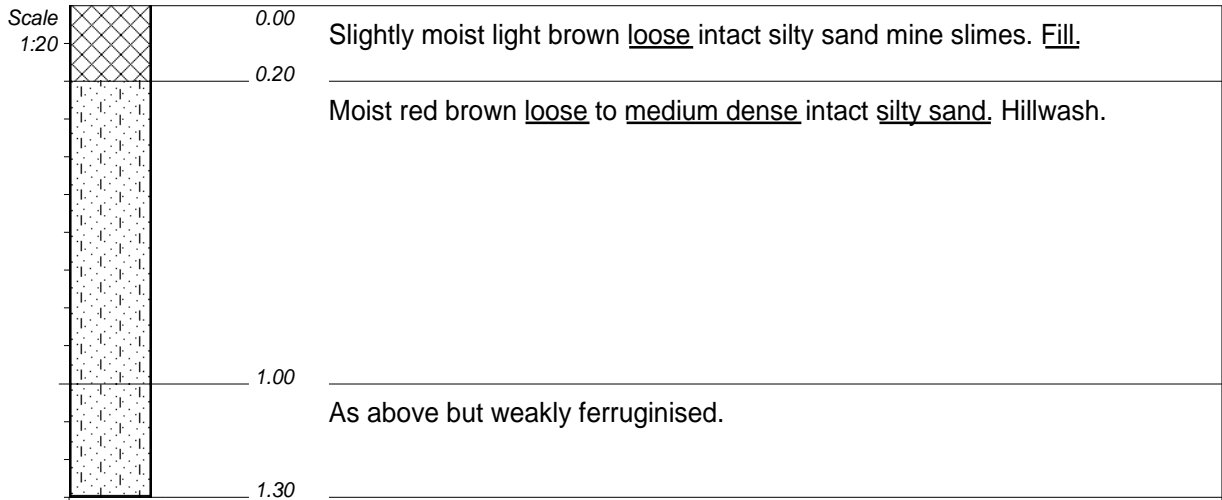 Scale
1:20
0.00
Slightly moist light brown loose intact silty sand mine slimes. Fill.
0.20
Moist red brown loose to medium dense intact silty sand. Hillwash.
1.00
As above but weakly ferruginised.
1.30